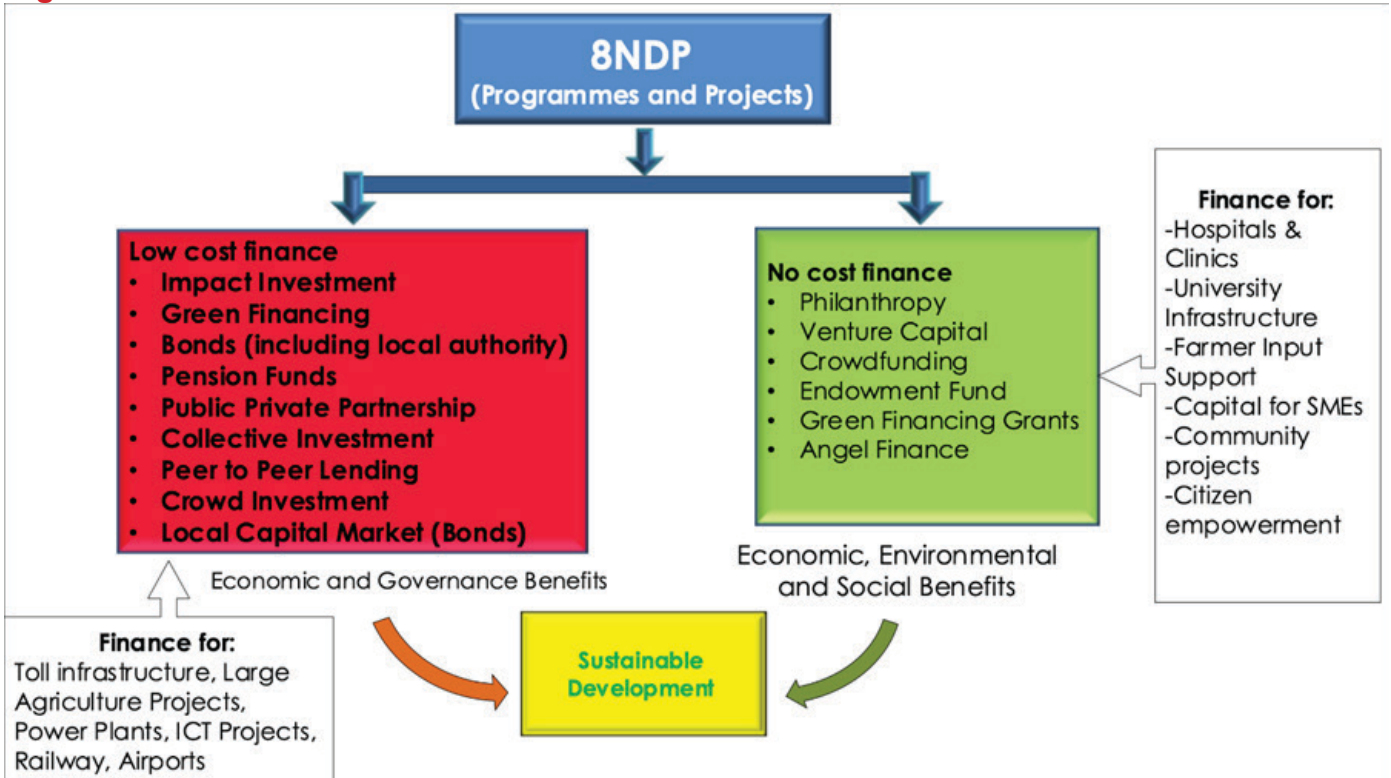 8NDP
(Programmes and Projects)
Low cost finance
• Impact Investment
• Green Financing
• Bonds (including local authority)
• Pension Funds
• Public Private Partnership
• Collective Investment
• Peer to Peer Lending
• Crowd Investment
• Local Capital Market (Bonds)
No cost finance
• Philanthropy
• Venture Capital
• Crowdfunding
• Endowment Fund
• Green Financing Grants
• Angel Finance
Finance for:
-Hospitals &
Clinics
-University
Infrastructure
-Farmer Input
Support
-Capital for SMEs
-Community
projects
-Citizen
empowerment
Economic and Governance Benefits
Economic, Environmental
and Social Benefits
Finance for:
Toll infrastructure, Large
Agriculture Projects,
Power Plants, ICT Projects,
Railway, Airports
Sustainable
Development